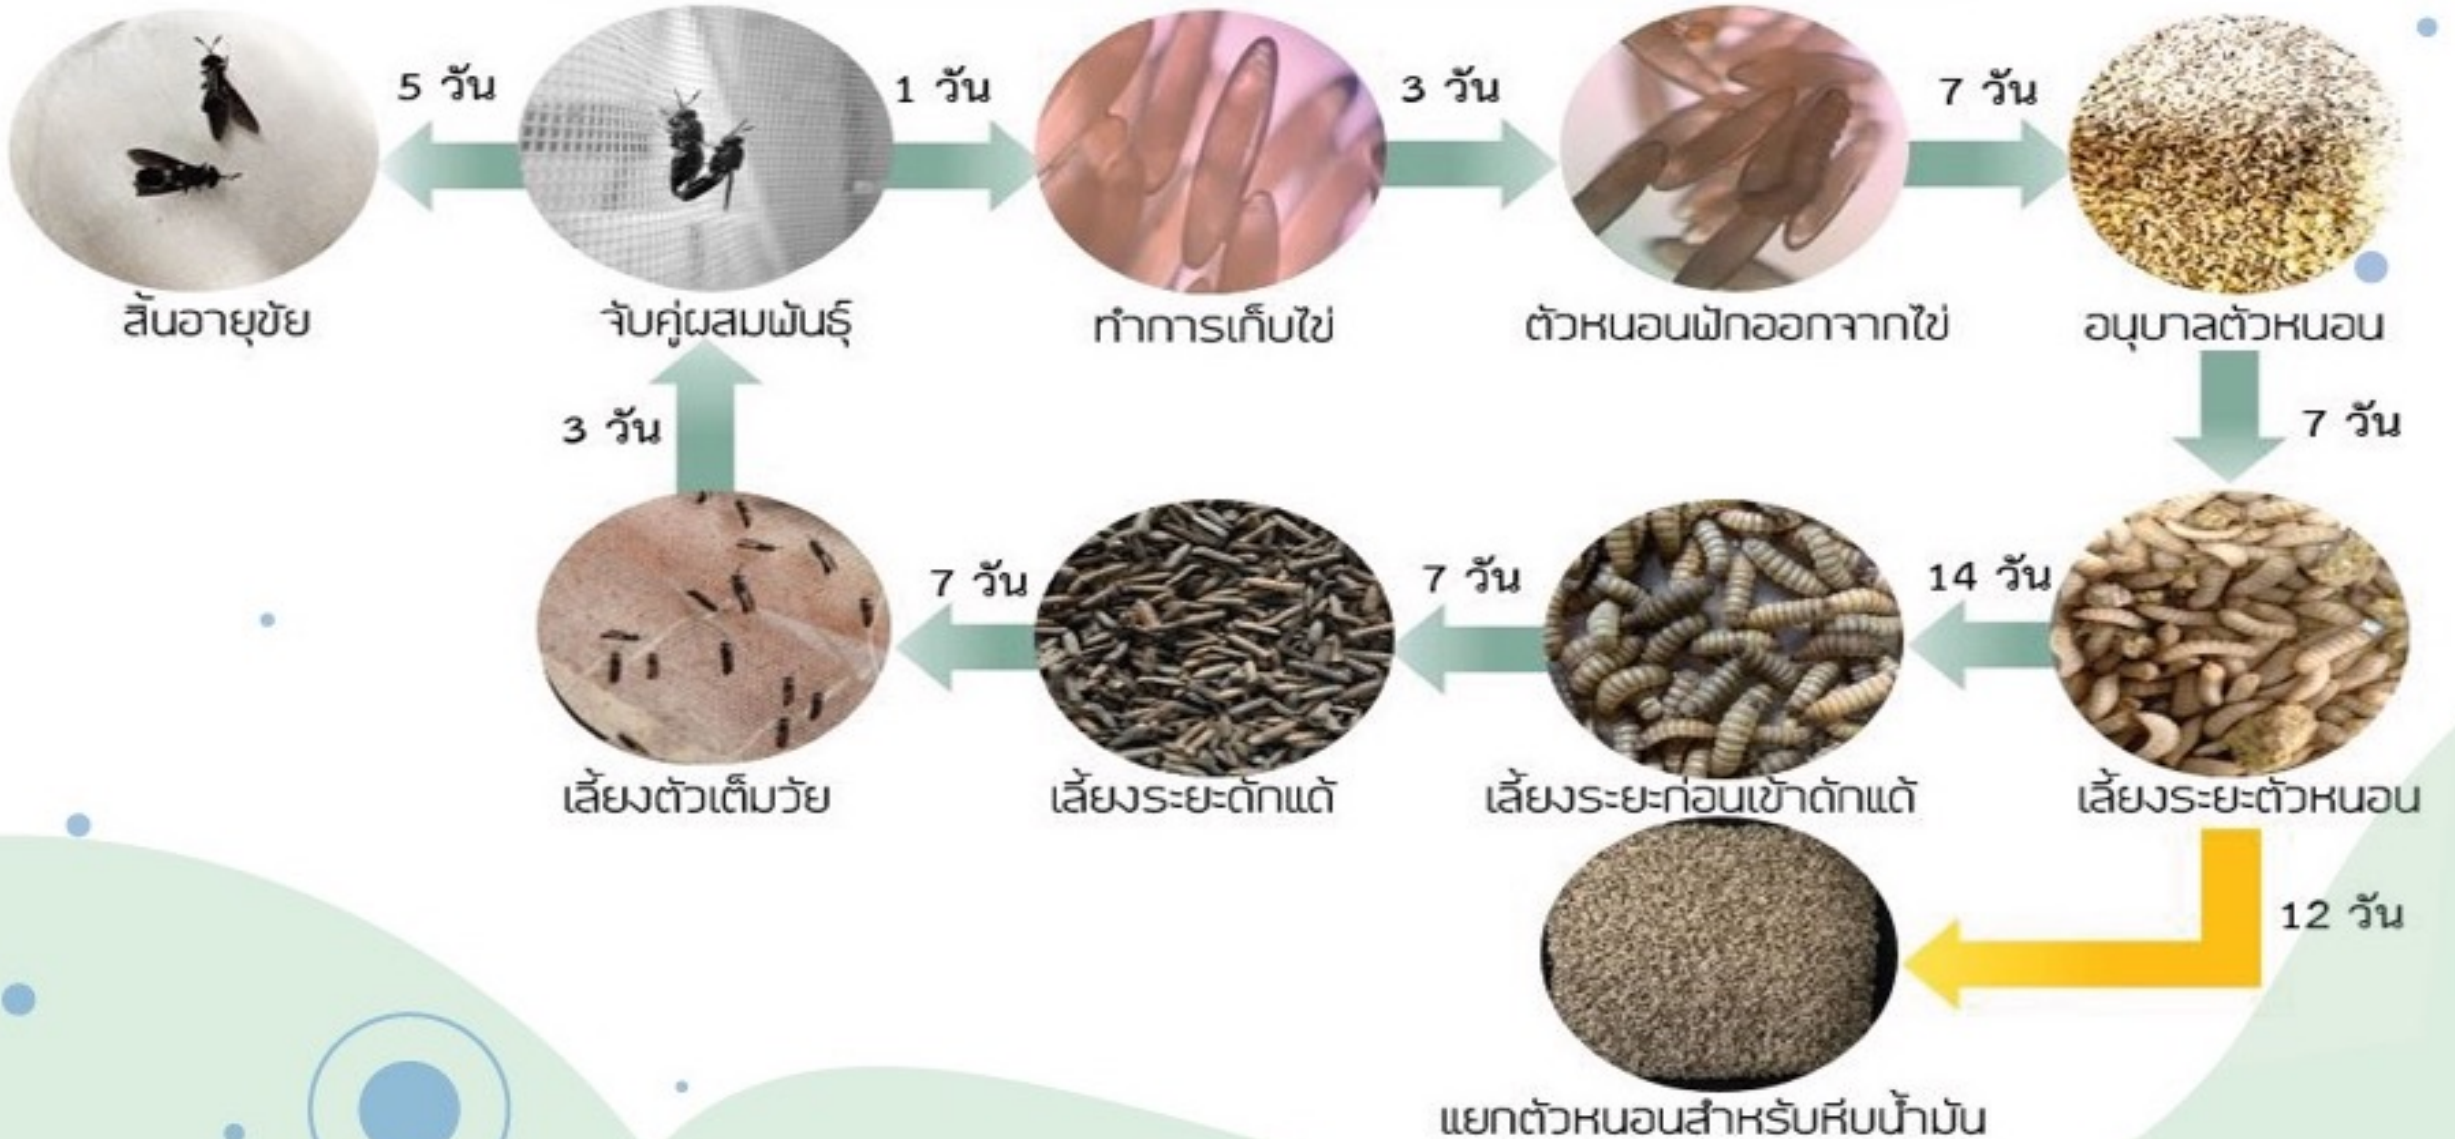 5 วัน
1 วัน
3 วัน
7 วัน
สิ้นอายุขัย
จับคู่ผสมพันธุ์
ทำการเก็บไข่
ตัวหนอนฟักออกจากไข่
อนุบาลตัวหนอน
3 วัน
7 วัน
7 วัน
7 วัน
14 วัน
เลี้ยงตัวเต็มวัย
เลี้ยงระยะดักแด้
เลี้ยงระยะก่อนเข้าดักแด้
เลี้ยงระยะตัวหนอน
12 วัน
แยกตัวหนอนสำหรับหีบน้ำมัน